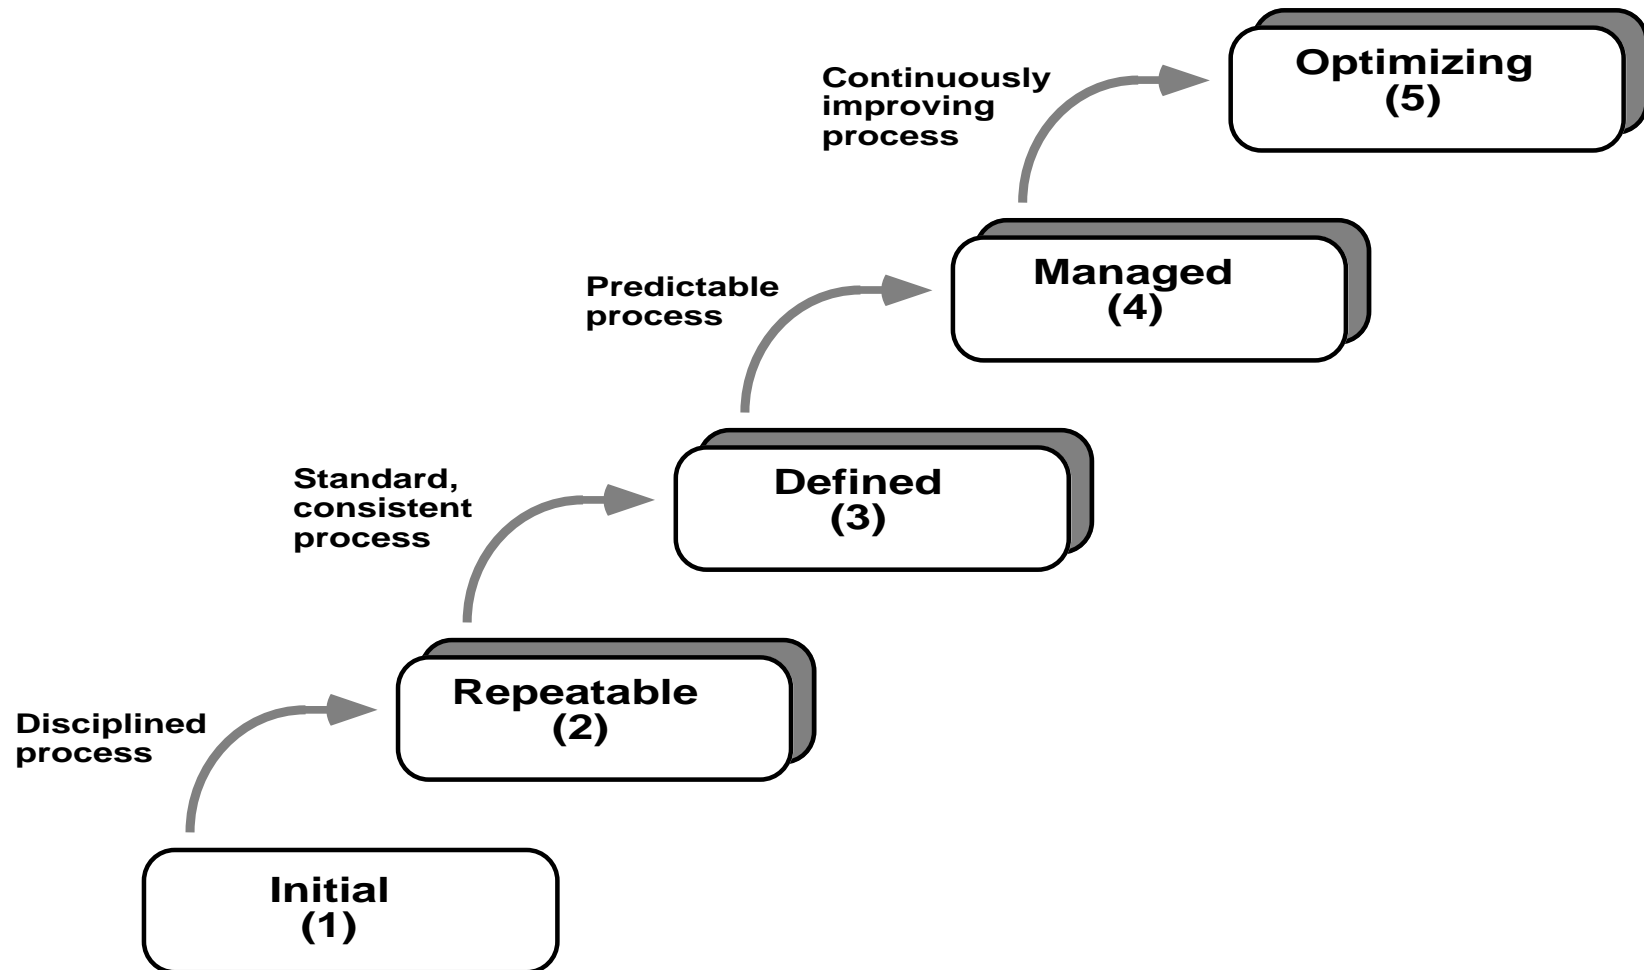 Continuously
improving
process
Optimizing
(5)
Predictable
process
Managed
(4)
Standard,
consistent
process
Defined
(3)
Disciplined
process
Repeatable
(2)
Initial
(1)